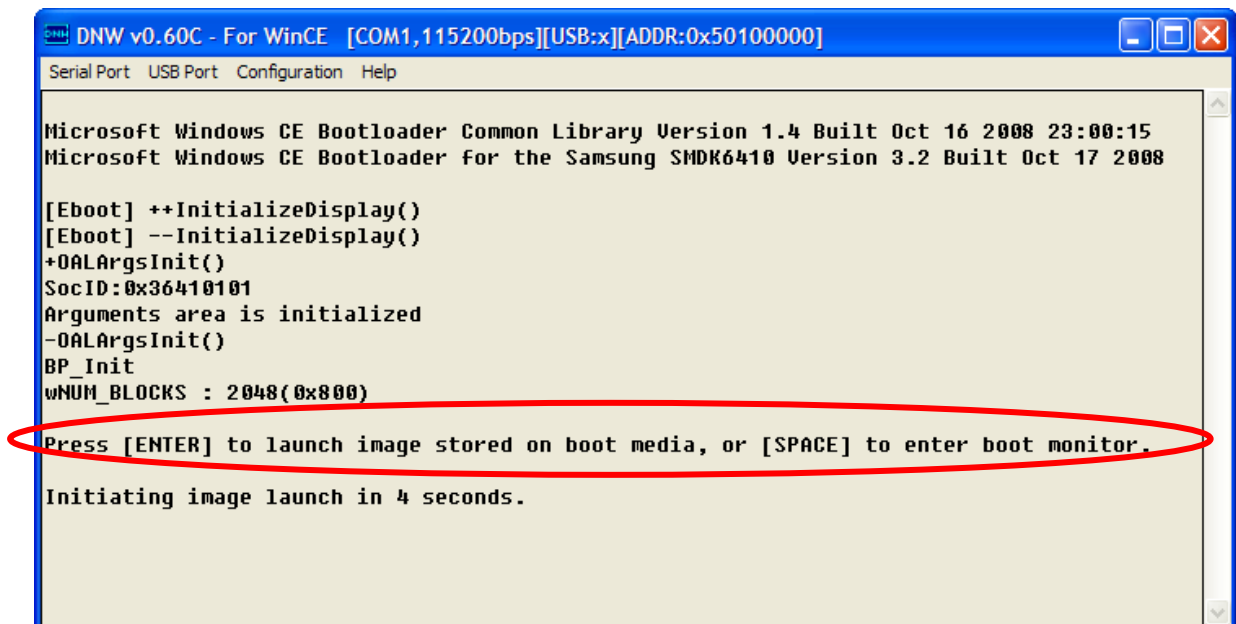 DNW v0.60C - For WinCE [COM1,115200bps][USB:x][ADDR:0x50100000]
Serial Port USB Port Configuration Help
Microsoft Windows CE Bootloader Common Library Version 1.4 Built Oct 16 2008 23:00:15
Microsoft Windows CE Bootloader for the Samsung SMDK6410 Version 3.2 Built Oct 17 2008
[Eboot] ++InitializeDisplay()
[Eboot] --InitializeDisplay()
+OALArgsInit()
SocID:0x36410101
Arguments area is initialized
-OALArgsInit()
BP_Init
wNUM_BLOCKS : 2048(0x800)
Press [ENTER] to launch image stored on boot media, or [SPACE] to enter boot monitor.
Initiating image launch in 4 seconds.